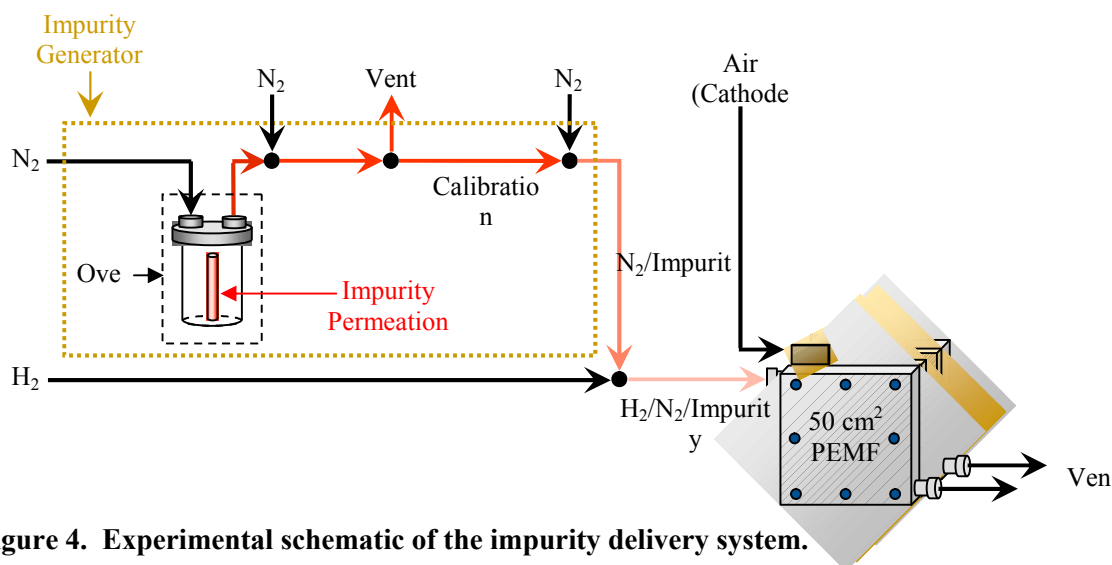 Impurity
Generator
N₂
Vent
N₂
Air
(Cathode
N₂
Calibratio
n
N₂/Impurit
Ove
Impurity
Permeation
H₂
H₂/N₂/Impurit
y
50 cm²
PEMF
Ven
gure 4. Experimental schematic of the impurity delivery system.